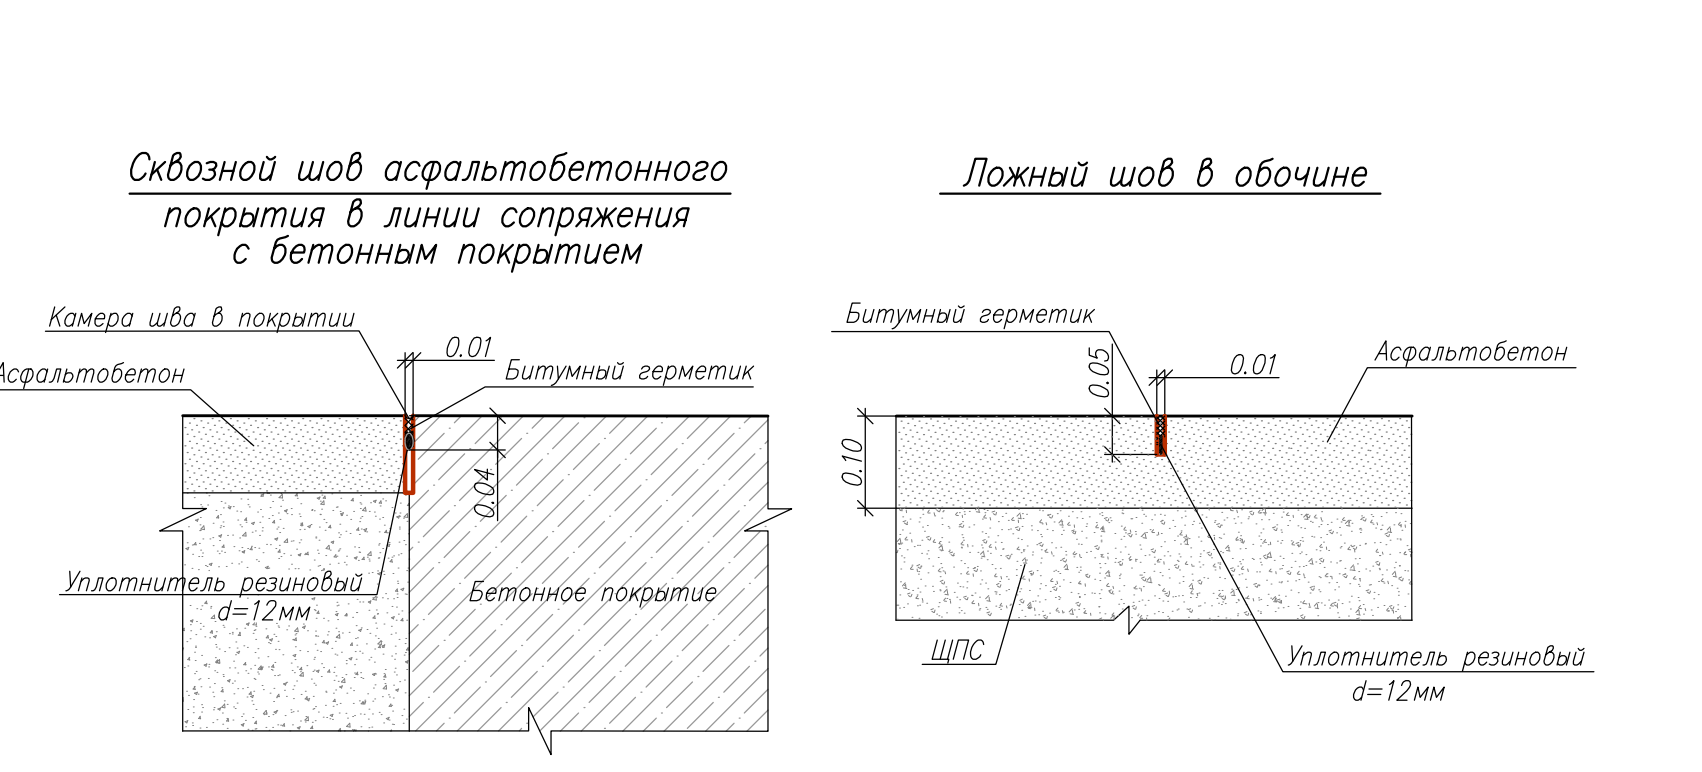 Сквозной шов асфальтобетонного
покрытия в линии сопряжения
с бетонным покрытием
Камера шва в покрытии
0.01
Асфальтобетон
Битумный герметик
0.04
Уплотнитель резиновый
d=12мм
Бетонное покрытие
Ложный шов в обочине
Битумный герметик
0.05
0.01
Асфальтобетон
0.10
ЩПС
Уплотнитель резиновый
d=12мм